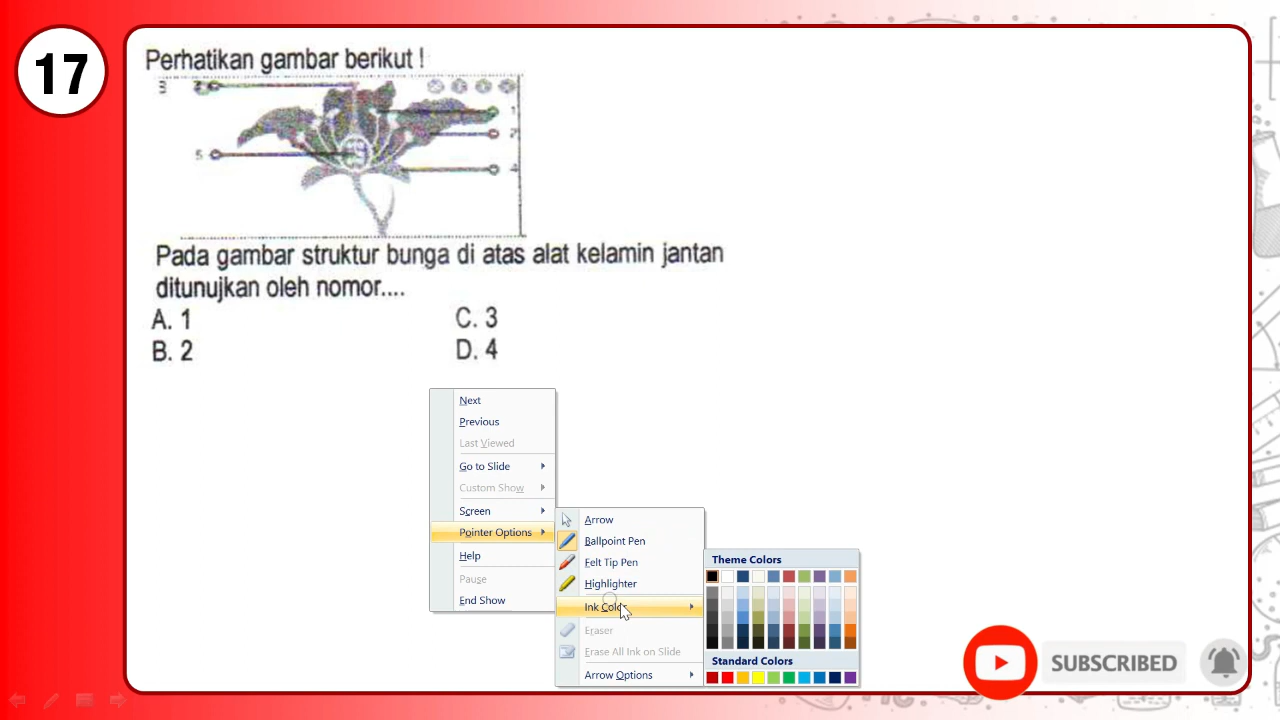 17
Perhatikan gambar berikut !
3
1
2
5
4
Pada gambar struktur bunga di atas alat kelamin jantan
ditunujkan oleh nomor....
A. 1
C. 3
B. 2
D. 4
Next
Previous
Last Viewed
Go to Slide
Custom Show
Screen
Pointer Options
Help
Pause
End Show
Arrow
Ballpoint Pen
Felt Tip Pen
Highlighter
Ink Color
Eraser
Erase All Ink on Slide
Arrow Options
Theme Colors
Standard Colors
SUBSCRIBED